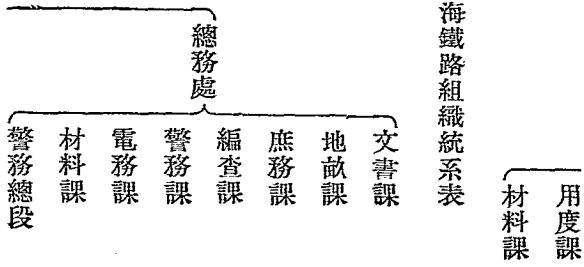 用度課
材料課
海鐵路組織統系表
總務處
文書課
地畝課
庶務課
編查課
警務課
電務課
材料課
警務總段